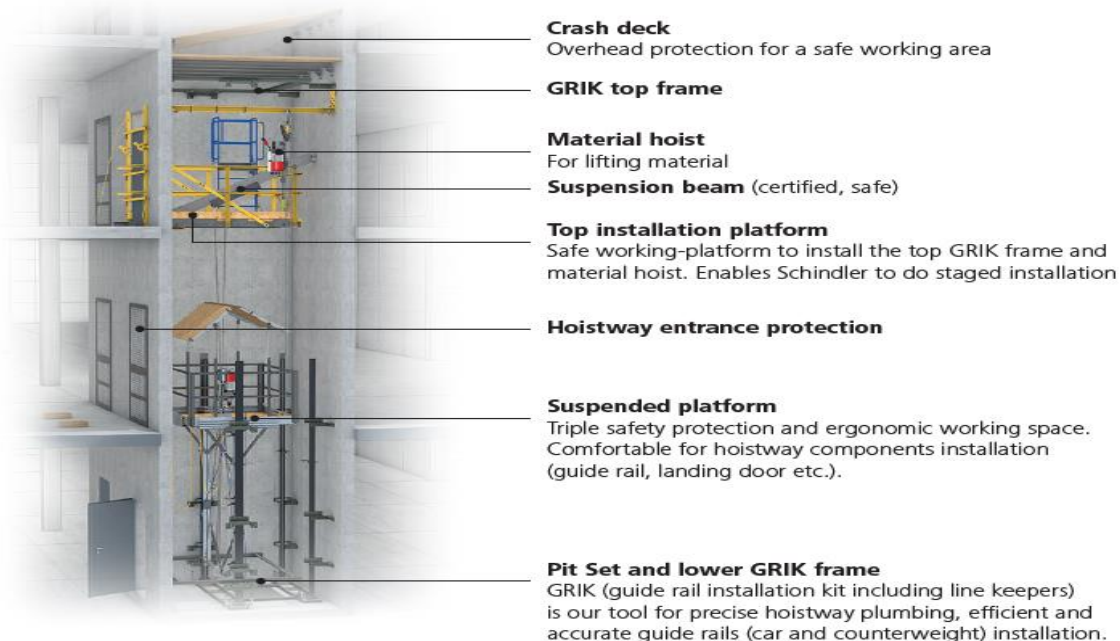 Crash deck
Overhead protection for a safe working area
GRIK top frame
Material hoist
For lifting material
Suspension beam (certified, safe)
Top installation platform
Safe working-platform to install the top GRIK frame and
material hoist. Enables Schindler to do staged installation
Hoistway entrance protection
Suspended platform
Triple safety protection and ergonomic working space.
Comfortable for hoistway components installation
(guide rail, landing door etc.).
Pit Set and lower GRIK frame
GRIK (guide rail installation kit including line keepers)
is our tool for precise hoistway plumbing, efficient and
accurate guide rails (car and counterweight) installation